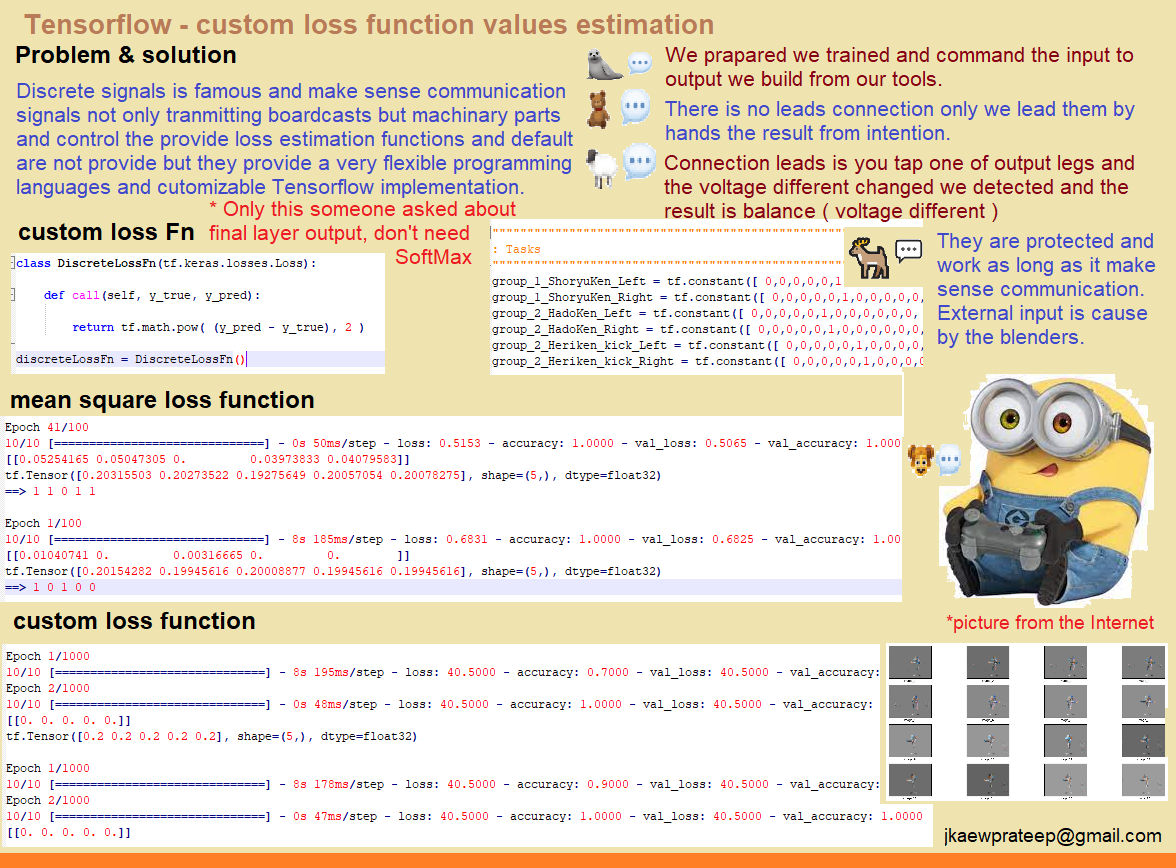 Tensorflow - custom loss function values estimation
Problem & solution
Discrete signals is famous and make sense communication
signals not only tranmitting boardcasts but machinary parts
and control the provide loss estimation functions and default
are not provide but they provide a very flexible programming
languages and cutomizable Tensorflow implementation.
We prapared we trained and command the input to
output we build from our tools.
There is no leads connection only we lead them by
hands the result from intention.
Connection leads is you tap one of output legs and
the voltage different changed we detected and the
result is balance ( voltage different )
* Only this someone asked about
final layer output, don't need
SoftMax
custom loss Fn
class DiscreteLossFn(tf.keras.losses.Loss):
def call(self, y_true, y_pred):
return tf.math.pow( (y_pred - y_true), 2 )
discreteLossFn = DiscreteLossFn()
""""""""""""""""""""""""""""""""""""""""""""""""""""
: Tasks
""""""""""""""""""""""""""""""""""""""""""""""""""""
group_1_ShoryuKen_Left = tf.constant([ 0,0,0,0,0,1
group_1_ShoryuKen_Right = tf.constant([ 0,0,0,0,0,1,0,0,0,0,0,
group_2_HadoKen_Left = tf.constant([ 0,0,0,0,0,1,0,0,0,0,0,0,
group_2_HadoKen_Right = tf.constant([ 0,0,0,0,0,1,0,0,0,0,0,0,
group_2_Heriken_kick_Left = tf.constant([ 0,0,0,0,0,1,0,0,0,0,
group_2_Heriken_kick_Right = tf.constant([ 0,0,0,0,0,1,0,0,0,0
They are protected and
work as long as it make
sense communication.
External input is cause
by the blenders.
mean square loss function
Epoch 41/100
10/10 [==============================] - 0s 50ms/step - loss: 0.5153 - accuracy: 1.0000 - val_loss: 0.5065 - val_accuracy: 1.000
[[0.05254165 0.05047305 0. 0.03973833 0.04079583]]
tf.Tensor([0.20315503 0.20273522 0.19275649 0.20057054 0.20078275], shape=(5,), dtype=float32)
==> 1 1 0 1 1
Epoch 1/100
10/10 [==============================] - 8s 185ms/step - loss: 0.6831 - accuracy: 1.0000 - val_loss: 0.6825 - val_accuracy: 1.00
[[0.01040741 0. 0.00316665 0. 0. ]]
tf.Tensor([0.20154282 0.19945616 0.20008877 0.19945616 0.19945616], shape=(5,), dtype=float32)
==> 1 0 1 0 0
*picture from the Internet
custom loss function
Epoch 1/1000
10/10 [==============================] - 8s 195ms/step - loss: 40.5000 - accuracy: 0.7000 - val_loss: 40.5000 - val_accuracy:
Epoch 2/1000
10/10 [==============================] - 0s 48ms/step - loss: 40.5000 - accuracy: 1.0000 - val_loss: 40.5000 - val_accuracy:
[[0. 0. 0. 0. 0.]]
tf.Tensor([0.2 0.2 0.2 0.2 0.2], shape=(5,), dtype=float32)
Epoch 1/1000
10/10 [==============================] - 8s 178ms/step - loss: 40.5000 - accuracy: 0.9000 - val_loss: 40.5000 - val_accuracy:
Epoch 2/1000
10/10 [==============================] - 0s 47ms/step - loss: 40.5000 - accuracy: 1.0000 - val_loss: 40.5000 - val_accuracy: 1.0000
[[0. 0. 0. 0. 0.]]
jkaewprateep@gmail.com